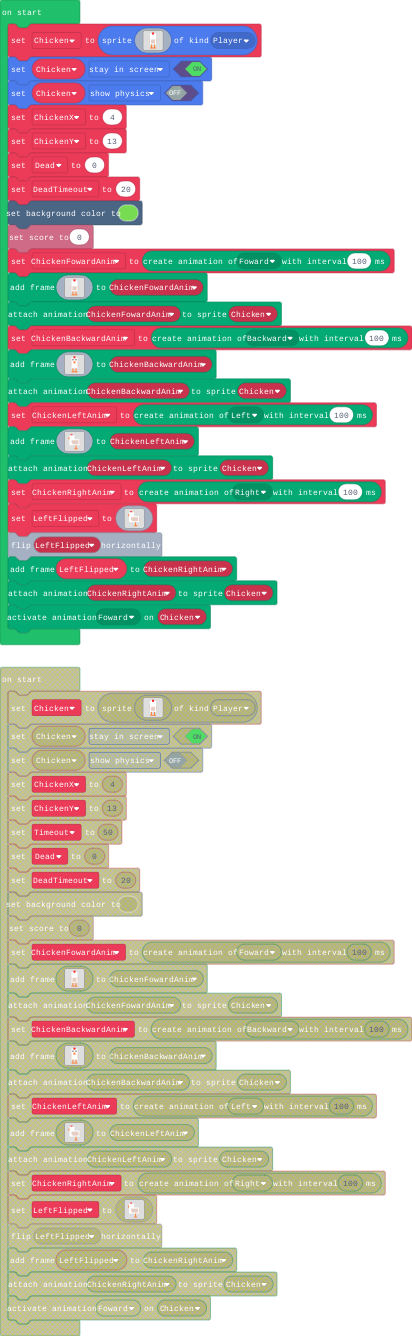 on start
set Chicken to sprite of kind Player
set Chicken stay in screen ON
set Chicken show physics OFF
set ChickenX to 4
set ChickenY to 13
set Dead to 0
set DeadTimeout to 20
set background color to
set score to 0
set ChickenFowardAnim to create animation of Foward with interval 100 ms
add frame to ChickenFowardAnim
attach animation ChickenFowardAnim to sprite Chicken
set ChickenBackwardAnim to create animation of Backward with interval 100 ms
add frame to ChickenBackwardAnim
attach animation ChickenBackwardAnim to sprite Chicken
set ChickenLeftAnim to create animation of Left with interval 100 ms
add frame to ChickenLeftAnim
attach animation ChickenLeftAnim to sprite Chicken
set ChickenRightAnim to create animation of Right with interval 100 ms
set LeftFlipped to
flip LeftFlipped horizontally
add frame LeftFlipped to ChickenRightAnim
attach animation ChickenRightAnim to sprite Chicken
activate animation Foward on Chicken
on start
set Chicken to sprite of kind Player
set Chicken stay in screen ON
set Chicken show physics OFF
set ChickenX to 4
set ChickenY to 13
set Timeout to 50
set Dead to 0
set DeadTimeout to 20
set background color to
set score to 0
set ChickenFowardAnim to create animation of Foward with interval 100 ms
add frame to ChickenFowardAnim
attach animation ChickenFowardAnim to sprite Chicken
set ChickenBackwardAnim to create animation of Backward with interval 100 ms
add frame to ChickenBackwardAnim
attach animation ChickenBackwardAnim to sprite Chicken
set ChickenLeftAnim to create animation of Left with interval 100 ms
add frame to ChickenLeftAnim
attach animation ChickenLeftAnim to sprite Chicken
set ChickenRightAnim to create animation of Right with interval 100 ms
set LeftFlipped to
flip LeftFlipped horizontally
add frame LeftFlipped to ChickenRightAnim
attach animation ChickenRightAnim to sprite Chicken
activate animation Foward on Chicken